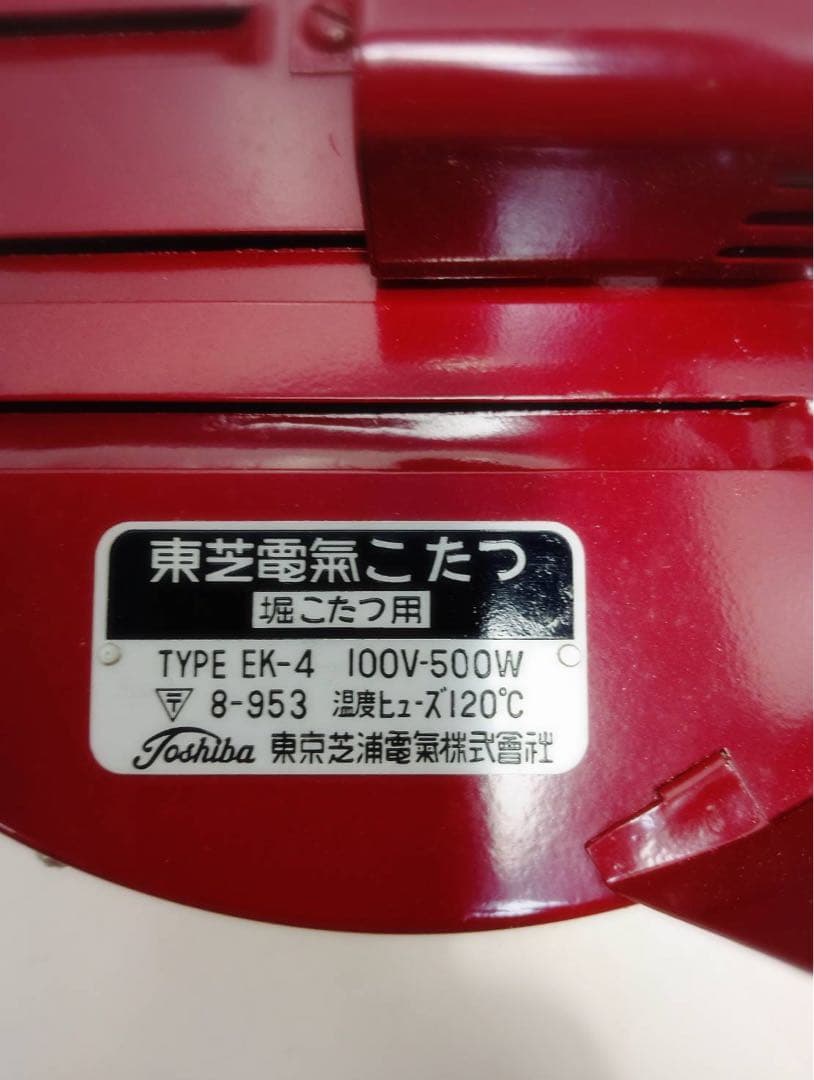 東芝電氣こたつ
堀こたつ用
TYPE EK-4 100V-500W
〒 8-953 温度ヒューズ120℃
Toshiba 東京芝浦電氣株式會社